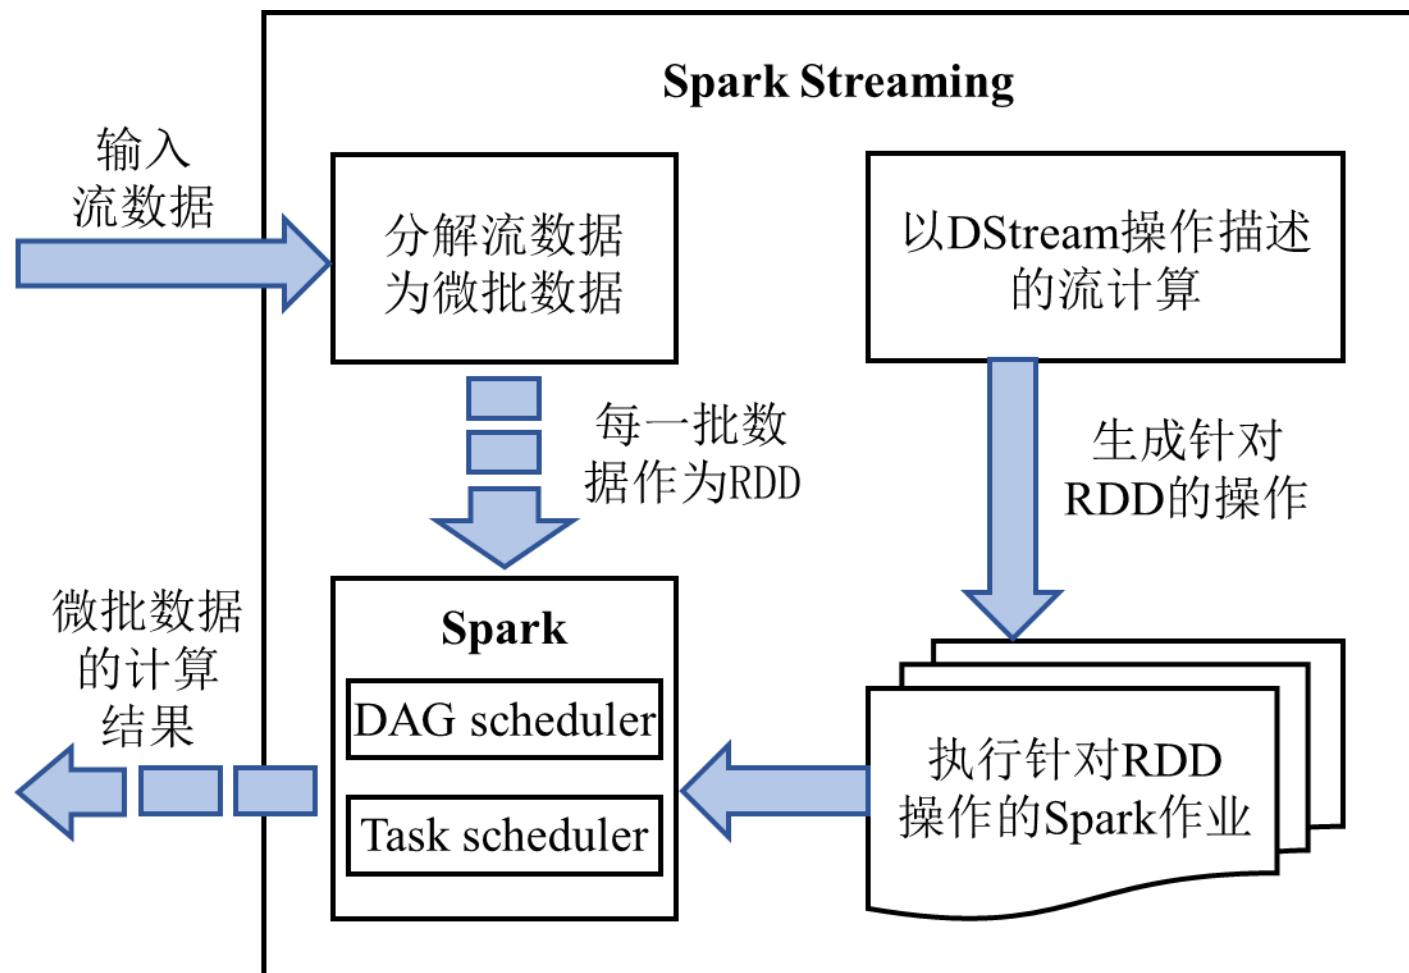 Spark Streaming
输入
流数据
分解流数据
为微批数据
以DStream操作描述
的流计算
每一批数
据作为RDD
生成针对
RDD的操作
微批数据
的计算
结果
Spark
DAG scheduler
Task scheduler
执行针对RDD
操作的Spark作业